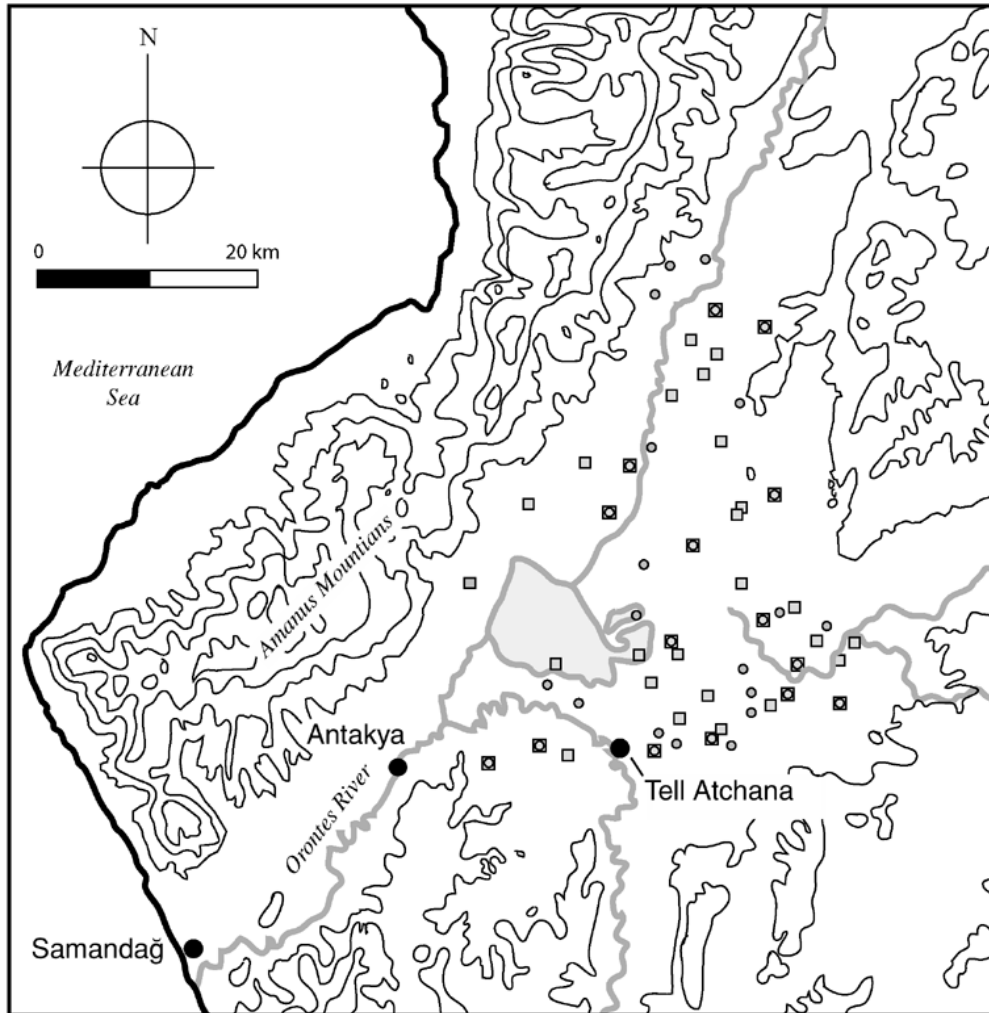 N
0 20 km
Mediterranean
Sea
Amanus Mountians
Antakya
Orontes River
Tell Atchana
Samandağ